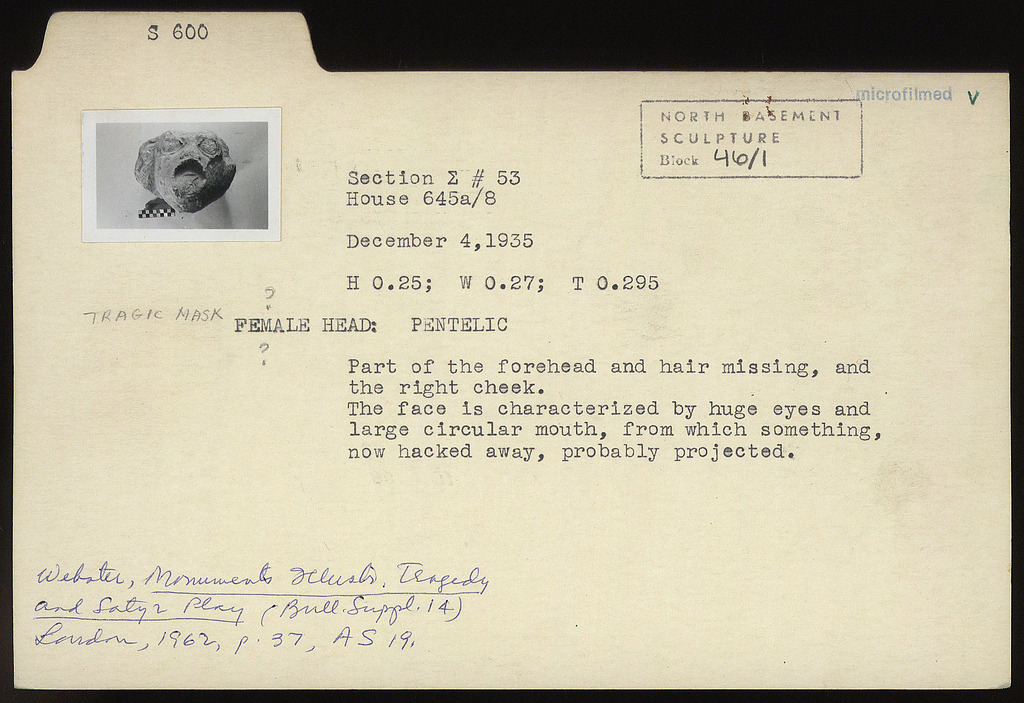 S 600
microfilmed V
NORTH BASEMENT
SCULPTURE
Block 46/1
Section Σ # 53
House 645a/8
December 4,1935
H 0.25; W 0.27; T 0.295
?
TRAGIC MASK
FEMALE HEAD: PENTELIC
?
Part of the forehead and hair missing, and
the right cheek.
The face is characterized by huge eyes and
large circular mouth, from which something,
now hacked away, probably projected.
Webster, Monuments Illustr. Tragedy
and Satyr Play (Bull. Suppl. 14)
London, 1962, p. 37, AS 19.